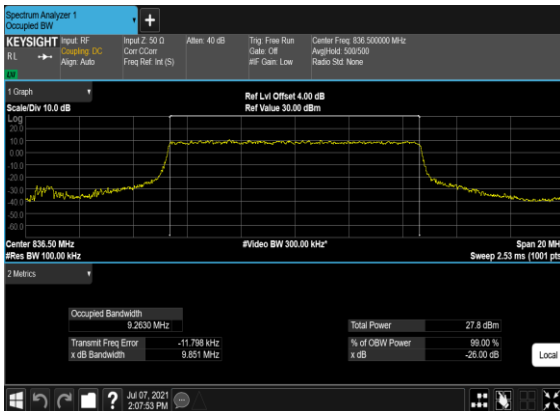 Spectrum Analyzer 1
Occupied BW
KEYSIGHT Input: RF Input Z: 50 Ω Atten: 40 dB Trig: Free Run Center Freq: 836.500000 MHz
RL Coupling: DC Corr CCorr Gate: Off Avg|Hold: 500/500
Align: Auto Freq Ref: Int (S) #IF Gain: Low Radio Std: None
LXI
1 Graph
Ref Lvl Offset 4.00 dB
Scale/Div 10.0 dB Ref Value 30.00 dBm
Log
20.0
10.0
0.00
-10.0
-20.0
-30.0
-40.0
-50.0
-60.0
Center 836.50 MHz #Video BW 300.00 kHz* Span 20 MH
#Res BW 100.00 kHz Sweep 2.53 ms (1001 pts
2 Metrics
Occupied Bandwidth
9.2630 MHz Total Power 27.8 dBm
Transmit Freq Error -11.798 kHz % of OBW Power 99.00 %
x dB Bandwidth 9.851 MHz x dB -26.00 dB
Local
Jul 07, 2021
2:07:53 PM